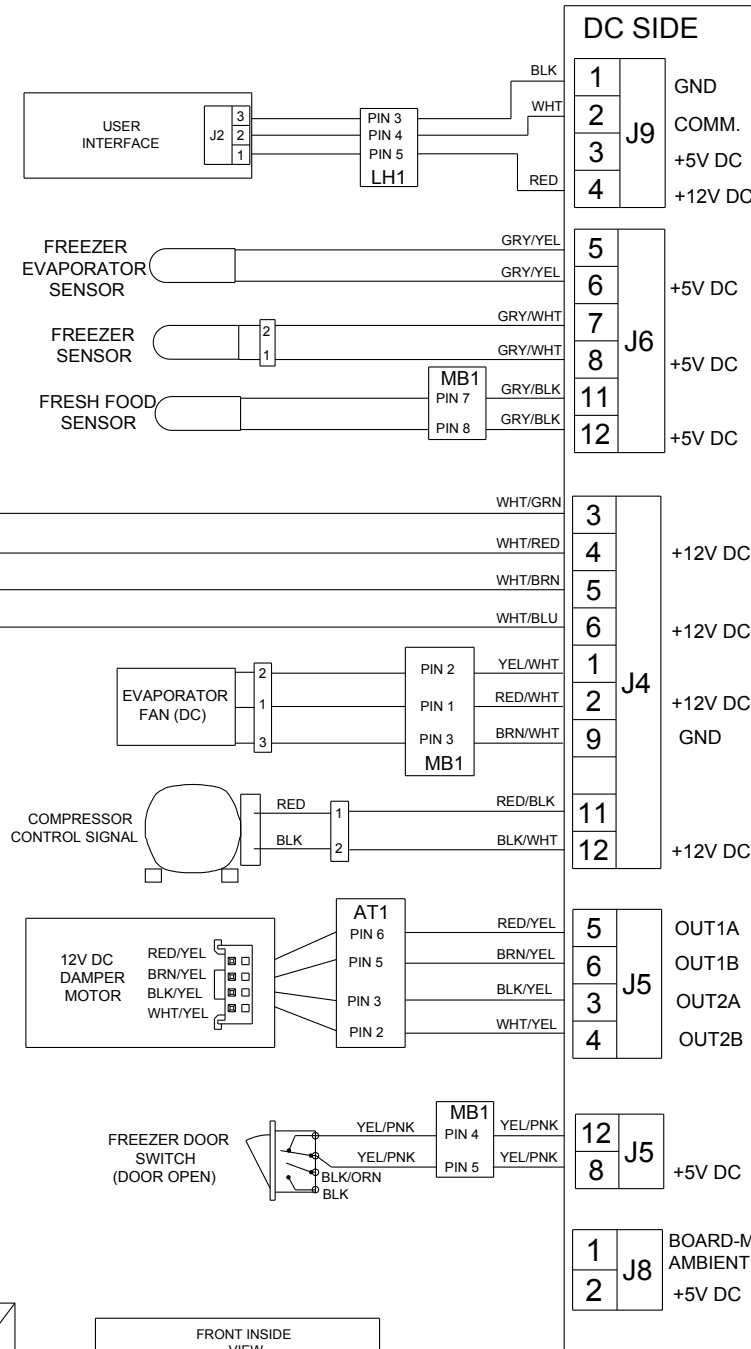 DC SIDE
BLK
1
GND
WHT
2
COMM.
J9
3
+5V DC
RED
4
+12V DC
USER
INTERFACE
J2
3
2
1
PIN 3
PIN 4
PIN 5
LH1
FREEZER
EVAPORATOR
SENSOR
GRY/YEL
5
GRY/YEL
6
+5V DC
FREEZER
SENSOR
2
1
GRY/WHT
7
J6
GRY/WHT
8
+5V DC
FRESH FOOD
SENSOR
MB1
PIN 7
PIN 8
GRY/BLK
11
GRY/BLK
12
+5V DC
WHT/GRN
3
WHT/RED
4
+12V DC
WHT/BRN
5
WHT/BLU
6
+12V DC
EVAPORATOR
FAN (DC)
2
1
3
PIN 2
PIN 1
PIN 3
MB1
YEL/WHT
1
J4
RED/WHT
2
+12V DC
BRN/WHT
9
GND
COMPRESSOR
CONTROL SIGNAL
RED
BLK
1
2
RED/BLK
11
BLK/WHT
12
+12V DC
12V DC
DAMPER
MOTOR
RED/YEL
BRN/YEL
BLK/YEL
WHT/YEL
AT1
PIN 6
PIN 5
PIN 3
PIN 2
RED/YEL
5
OUT1A
BRN/YEL
6
OUT1B
J5
BLK/YEL
3
OUT2A
WHT/YEL
4
OUT2B
FREEZER DOOR
SWITCH
(DOOR OPEN)
YEL/PNK
YEL/PNK
BLK/ORN
BLK
MB1
PIN 4
PIN 5
YEL/PNK
12
J5
YEL/PNK
8
+5V DC
1
BOARD-M
AMBIENT
J8
2
+5V DC
FRONT INSIDE
VIEW